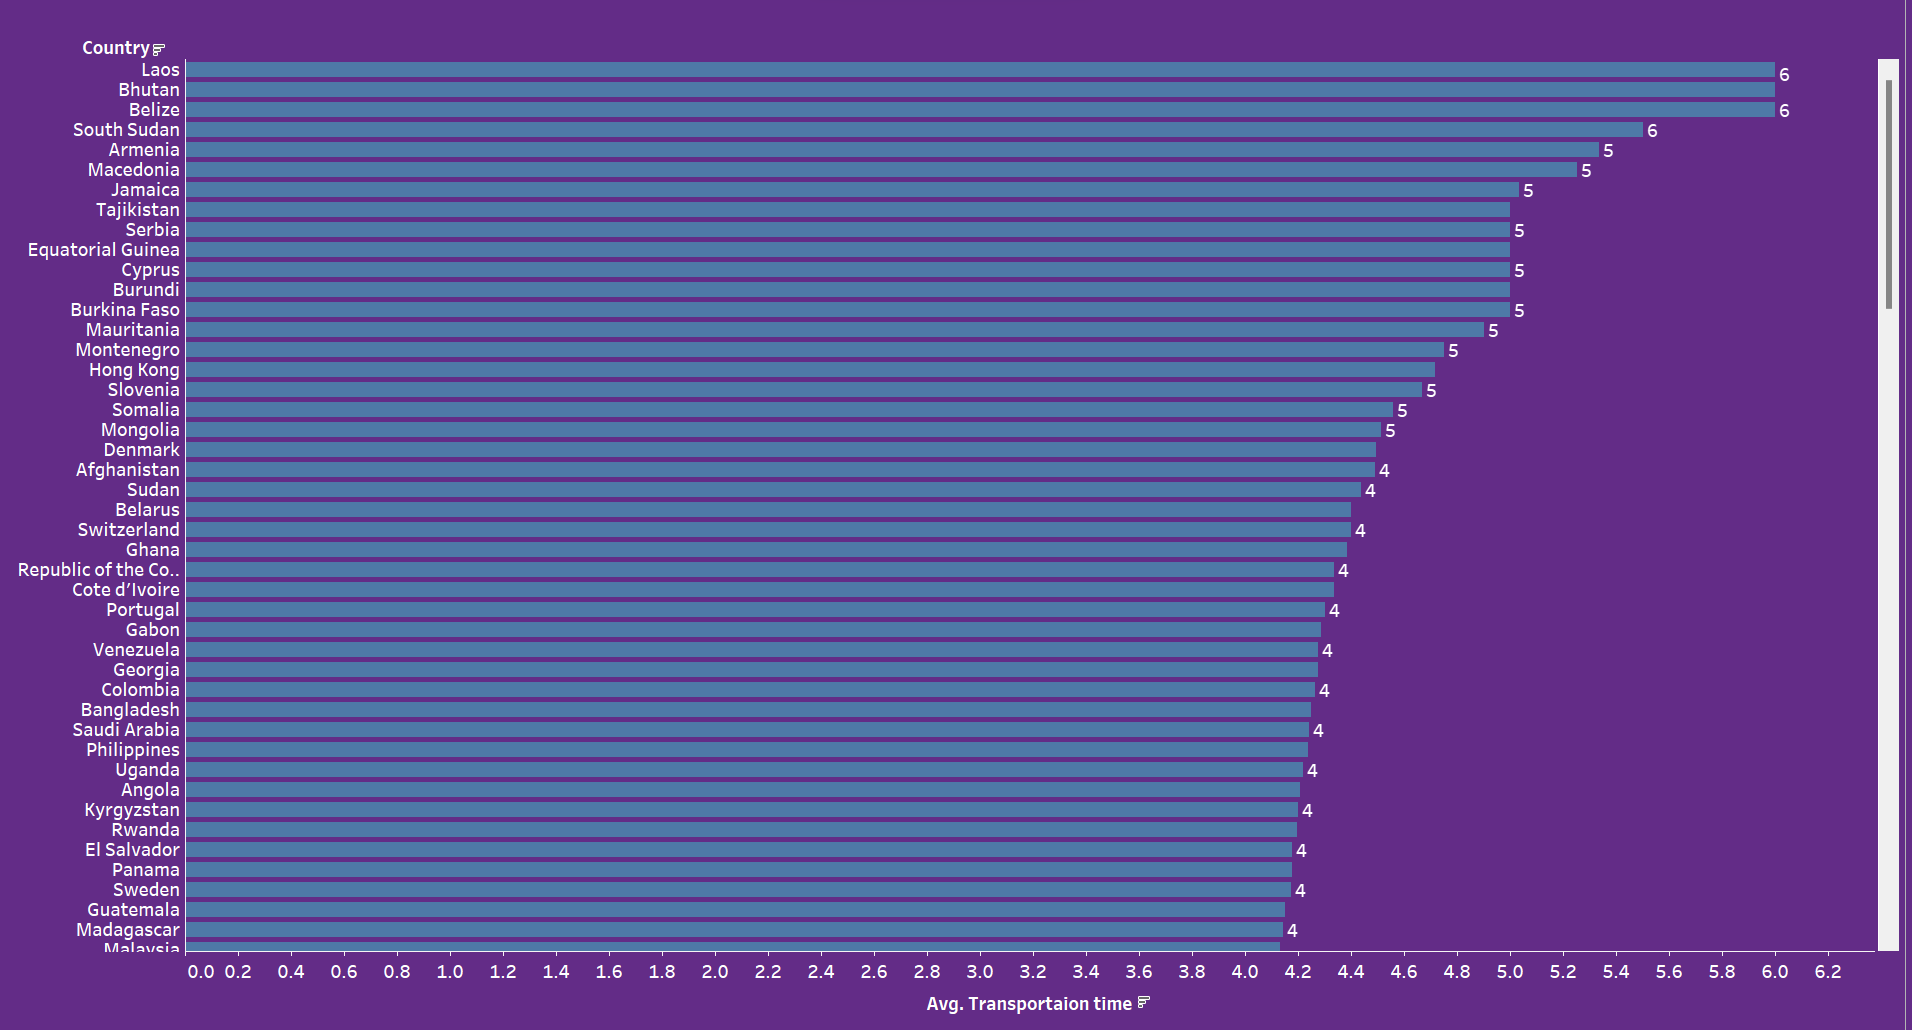 Country
Laos 6
Bhutan
Belize 6
South Sudan 6
Armenia 5
Macedonia 5
Jamaica 5
Tajikistan
Serbia 5
Equatorial Guinea
Cyprus 5
Burundi
Burkina Faso 5
Mauritania 5
Montenegro 5
Hong Kong
Slovenia 5
Somalia 5
Mongolia 5
Denmark
Afghanistan 4
Sudan 4
Belarus
Switzerland 4
Ghana
Republic of the Co.. 4
Cote d’Ivoire
Portugal 4
Gabon
Venezuela 4
Georgia
Colombia 4
Bangladesh
Saudi Arabia 4
Philippines
Uganda 4
Angola
Kyrgyzstan 4
Rwanda
El Salvador 4
Panama
Sweden 4
Guatemala
Madagascar 4
Malaysia
0.0 0.2 0.4 0.6 0.8 1.0 1.2 1.4 1.6 1.8 2.0 2.2 2.4 2.6 2.8 3.0 3.2 3.4 3.6 3.8 4.0 4.2 4.4 4.6 4.8 5.0 5.2 5.4 5.6 5.8 6.0 6.2
Avg. Transportaion time